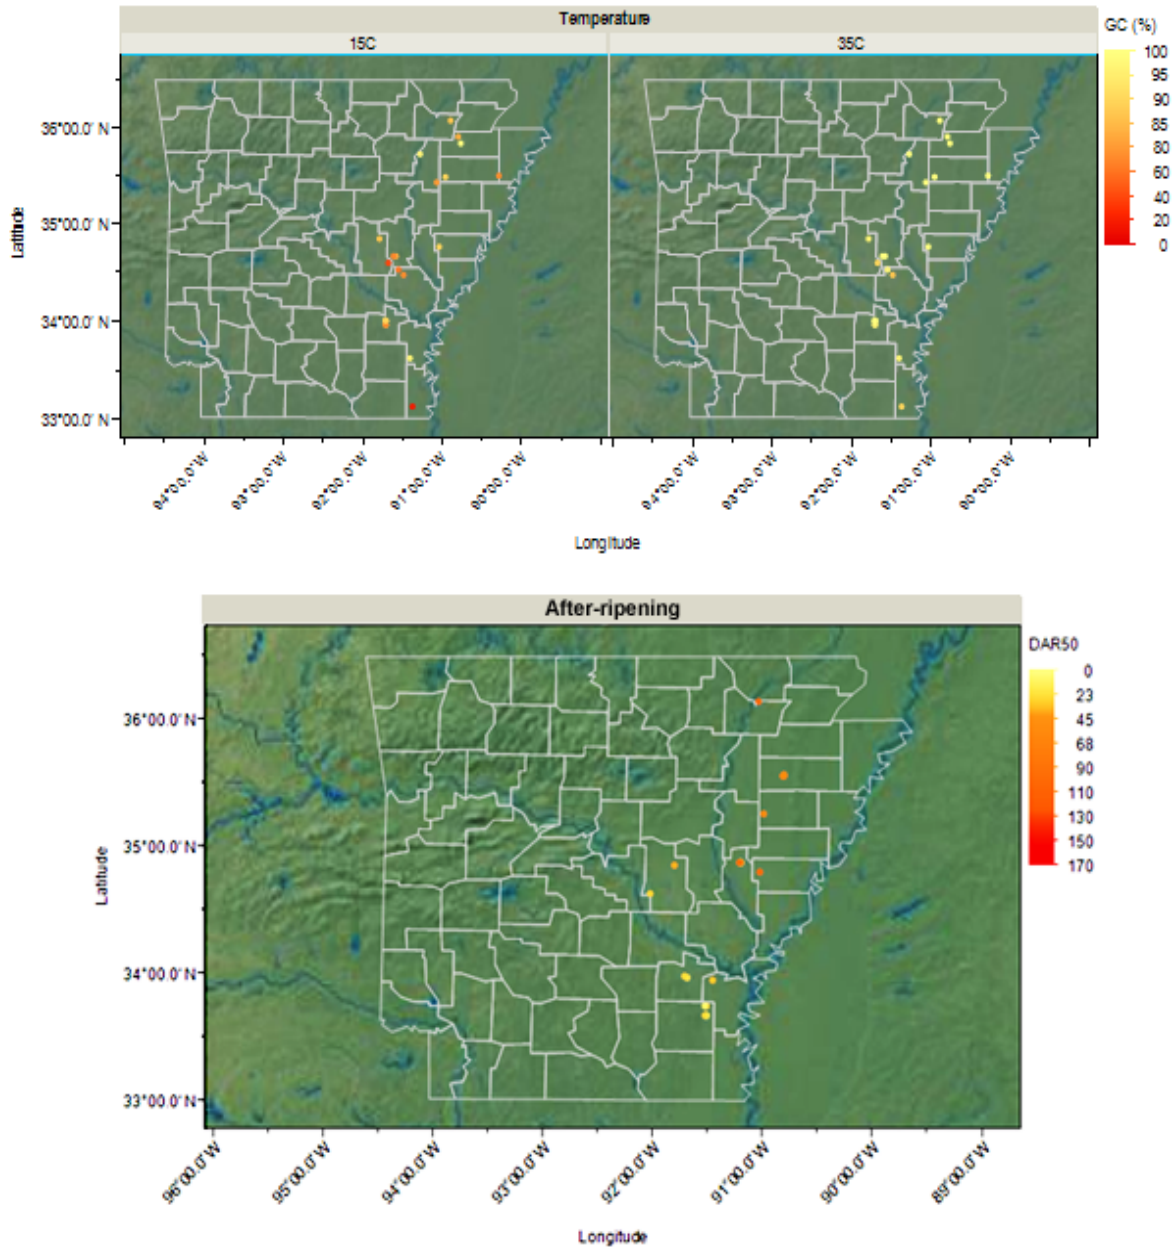 Temperature
15C 35C
GC (%)
100
95
90
80
60
40
20
0
36°00.0' N
35°00.0' N
34°00.0' N
33°00.0' N
Latitude
94°00.0'W 93°00.0'W 92°00.0'W 91°00.0'W 90°00.0'W 94°00.0'W 93°00.0'W 92°00.0'W 91°00.0'W 90°00.0'W
Longitude
After-ripening
DAR50
0
23
45
68
90
110
130
150
170
36°00.0' N
35°00.0' N
34°00.0' N
33°00.0' N
Latitude
96°00.0'W 95°00.0'W 94°00.0'W 93°00.0'W 92°00.0'W 91°00.0'W 90°00.0'W 89°00.0'W
Longitude